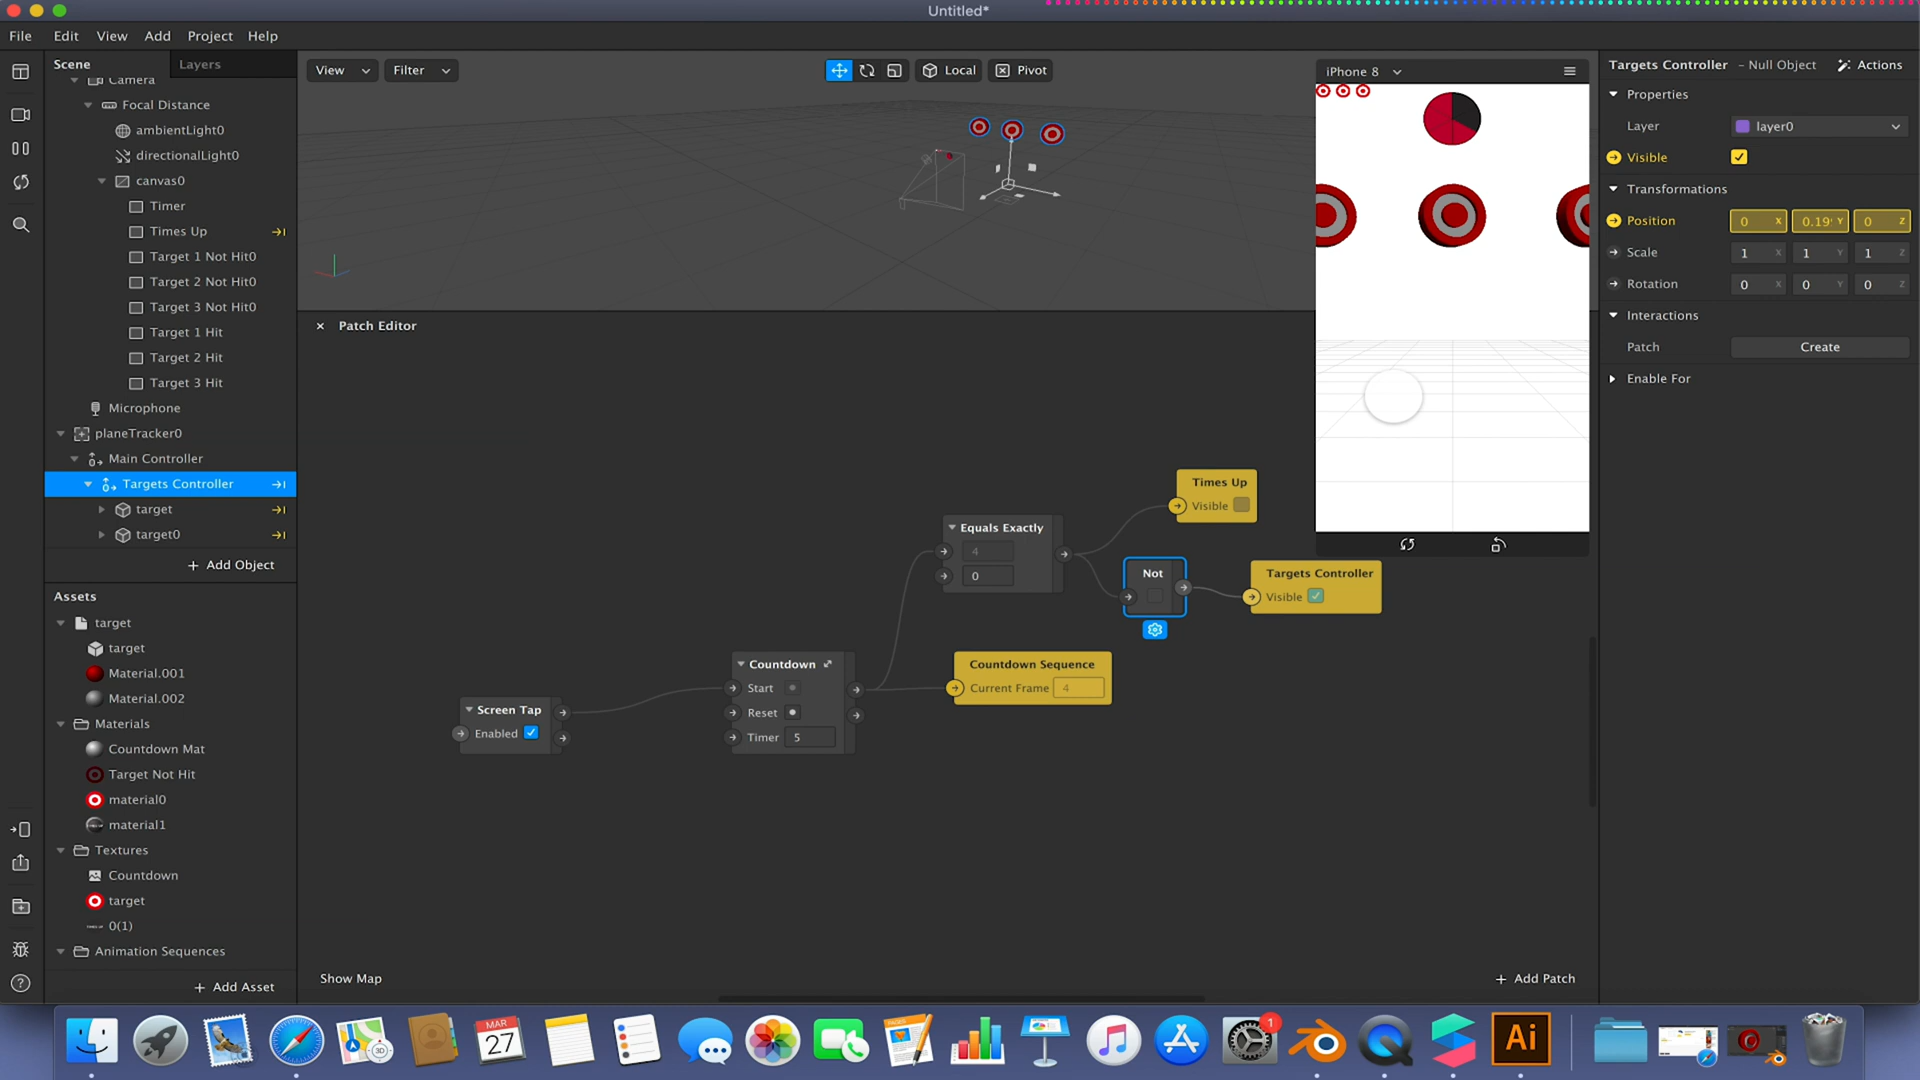 Untitled*
File Edit View Add Project Help
Scene Layers
Camera
Focal Distance
ambientLight0
directionalLight0
canvas0
Timer
Times Up
Target 1 Not Hit0
Target 2 Not Hit0
Target 3 Not Hit0
Target 1 Hit
Target 2 Hit
Target 3 Hit
Microphone
planeTracker0
Main Controller
Targets Controller
target
target0
+ Add Object
Assets
target
target
Material.001
Material.002
Materials
Countdown Mat
Target Not Hit
material0
material1
Textures
Countdown
target
0(1)
Animation Sequences
+ Add Asset
View Filter Local Pivot
Patch Editor
Screen Tap
Enabled
Countdown
Start
Reset
Timer 5
Equals Exactly
4
0
Times Up
Visible
Not
Targets Controller
Visible
Countdown Sequence
Current Frame 4
Show Map
+ Add Patch
iPhone 8
Targets Controller - Null Object Actions
Properties
Layer layer0
Visible
Transformations
Position 0 X 0.19 Y 0 Z
Scale 1 X 1 Y 1 Z
Rotation 0 X 0 Y 0 Z
Interactions
Patch Create
Enable For
MAR
27
3D
PAGES
1
Ai